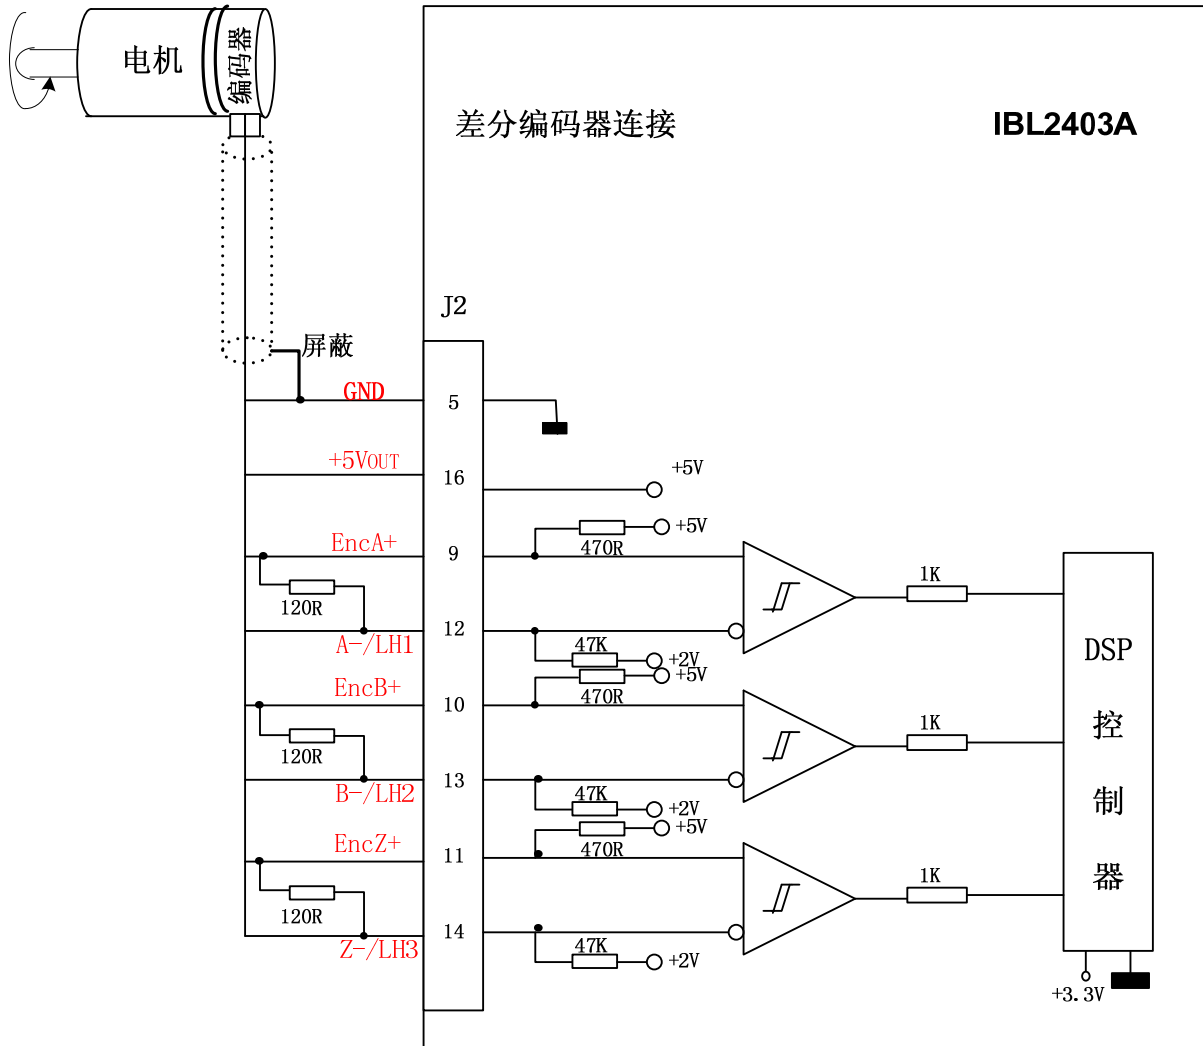 电机
编码器
差分编码器连接
IBL2403A
J2
屏蔽
GND
5
+5VOUT
16
+5V
+5V
470R
EncA+
9
120R
1K
A-/LH1
12
47K
+2V
+5V
470R
EncB+
10
120R
1K
B-/LH2
13
47K
+2V
+5V
470R
EncZ+
11
120R
1K
Z-/LH3
14
47K
+2V
DSP
控
制
器
+3.3V